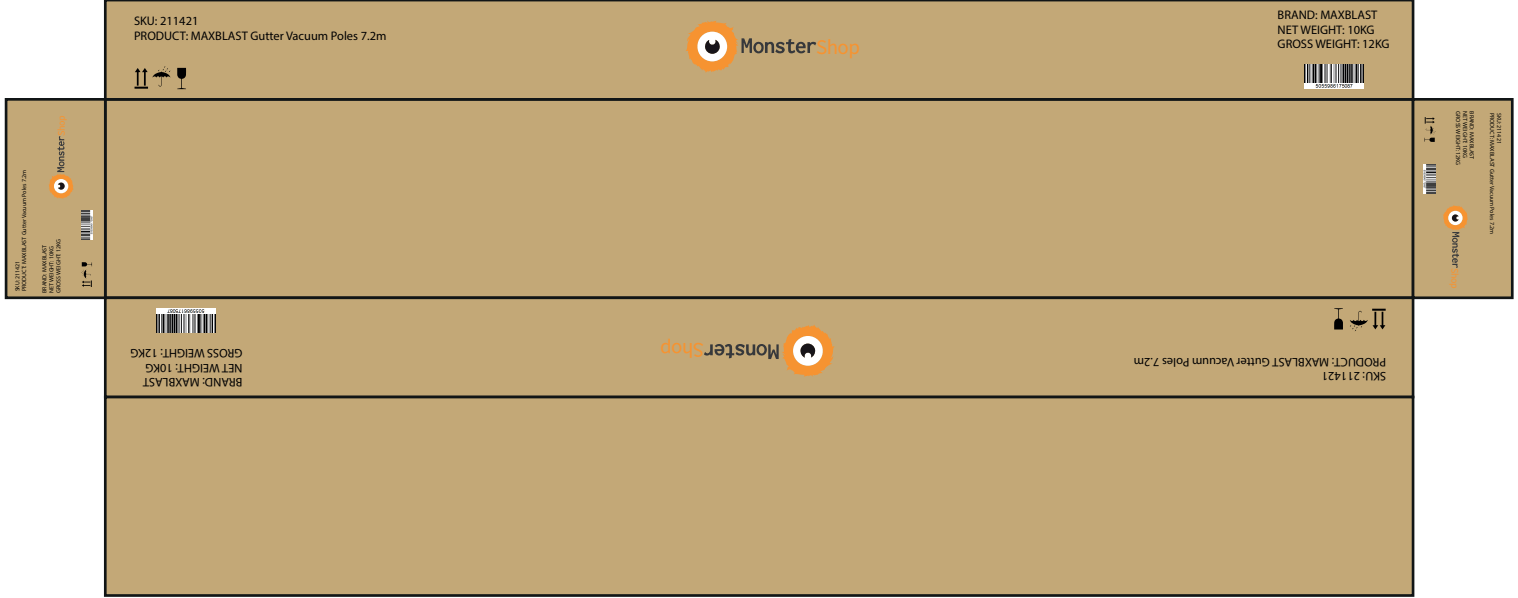 SKU: 211421
PRODUCT: MAXBLAST Gutter Vacuum Poles 7.2m
MonsterShop
BRAND: MAXBLAST
NET WEIGHT: 10KG
GROSS WEIGHT: 12KG
5055986175087
SKU: 211421
PRODUCT: MAXBLAST Gutter Vacuum Poles 7.2m
MonsterShop
BRAND: MAXBLAST
NET WEIGHT: 10KG
GROSS WEIGHT: 12KG
SKU: 211421
PRODUCT: MAXBLAST Gutter Vacuum Poles 7.2m
BRAND: MAXBLAST
NET WEIGHT: 10KG
GROSS WEIGHT: 12KG
MonsterShop
SKU: 211421
PRODUCT: MAXBLAST Gutter Vacuum Poles 7.2m
MonsterShop
BRAND: MAXBLAST
NET WEIGHT: 10KG
GROSS WEIGHT: 12KG
5055986175087